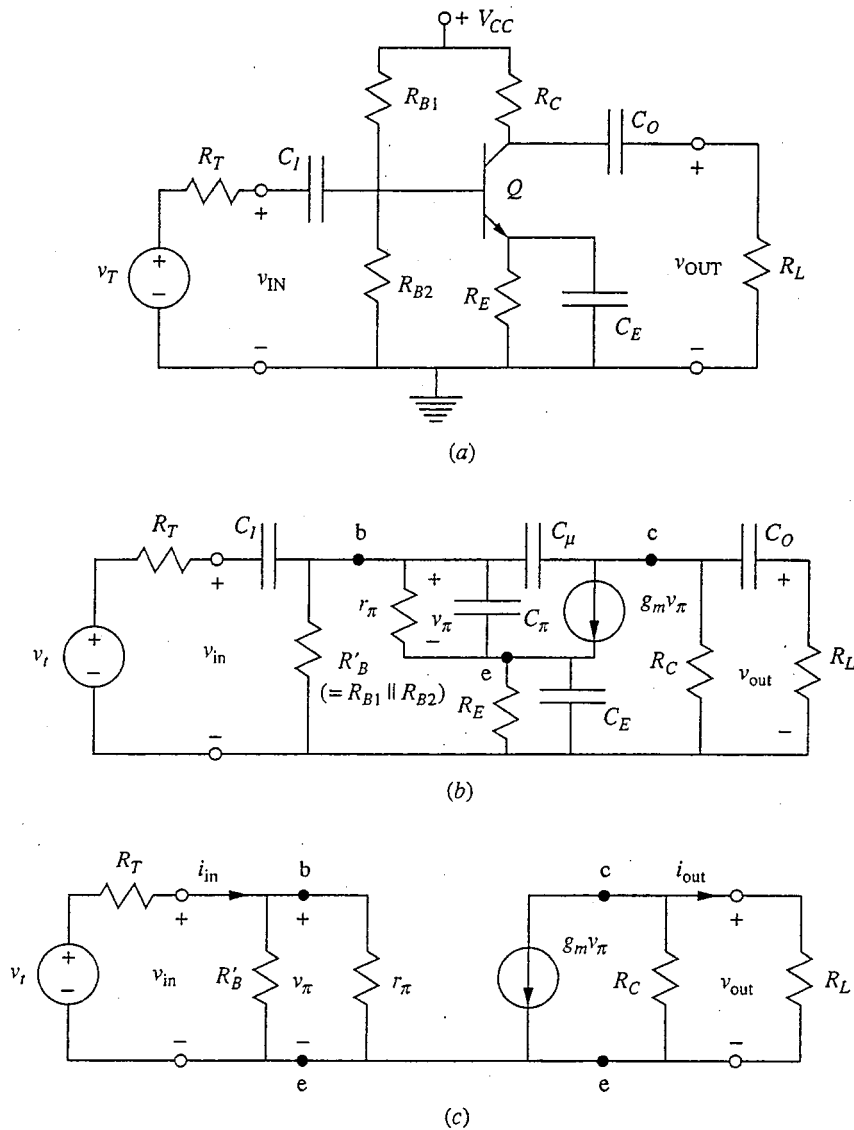 + V_CC
R_B1
R_C
C_O
R_T
C_I
+
+
Q
v_T
+
−
v_IN
R_B2
R_E
C_E
v_OUT
R_L
−
−
(a)
R_T
C_I
b
C_μ
c
C_O
+
+
+
r_π
v_π
C_π
g_m v_π
−
v_t
+
−
v_in
R'_B
(= R_B1 || R_B2)
e
R_E
C_E
R_C
v_out
R_L
−
−
(b)
R_T
i_in
b
c
i_out
+
+
+
g_m v_π
v_t
+
−
v_in
R'_B
v_π
r_π
R_C
v_out
R_L
−
−
−
e
e
(c)